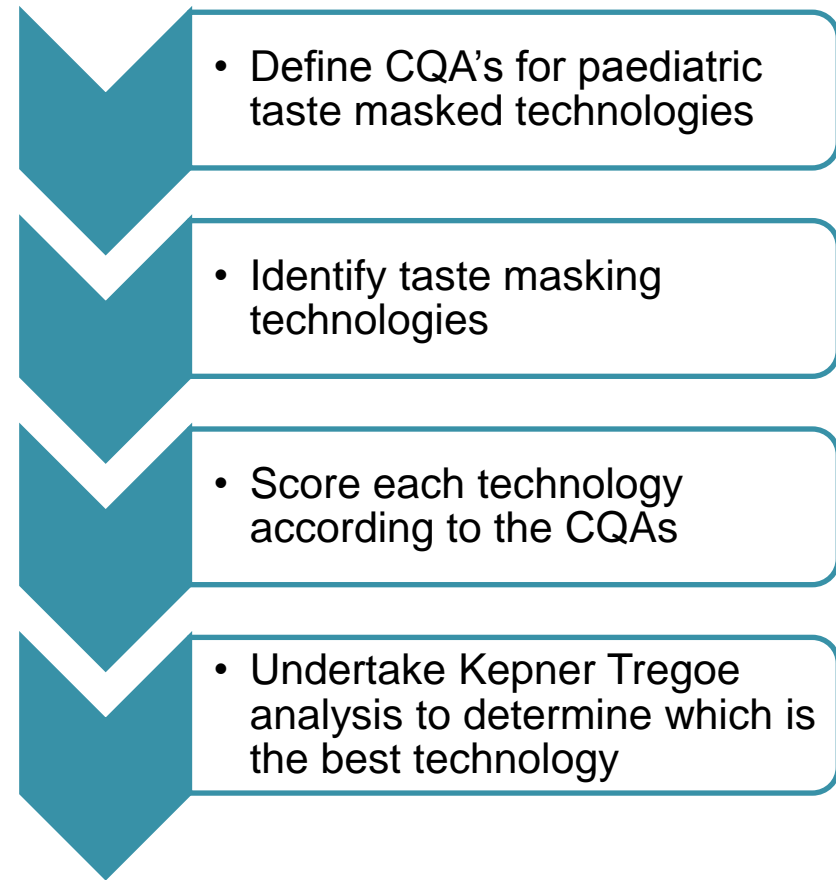 • Define CQA's for paediatric
taste masked technologies
• Identify taste masking
technologies
• Score each technology
according to the CQAs
• Undertake Kepner Tregoe
analysis to determine which is
the best technology